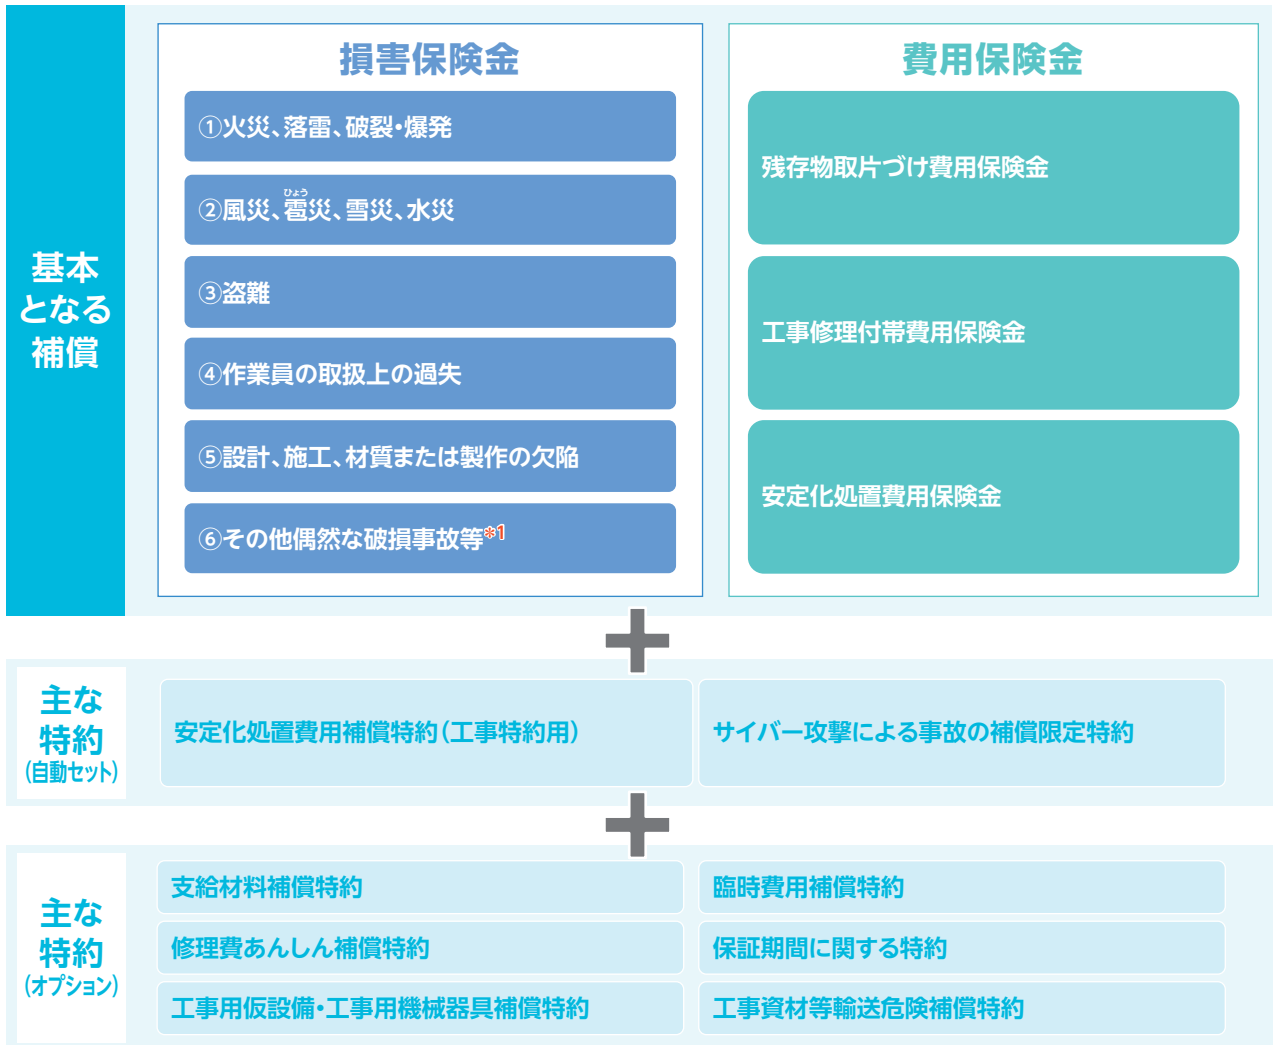 基本
となる
補償
損害保険金
①火災、落雷、破裂・爆発
ひょう
②風災、雹災、雪災、水災
③盗難
④作業員の取扱上の過失
⑤設計、施工、材質または製作の欠陥
⑥その他偶然な破損事故等*1
費用保険金
残存物取片づけ費用保険金
工事修理付帯費用保険金
安定化処置費用保険金
主な
特約
(自動セット)
安定化処置費用補償特約(工事特約用)
サイバー攻撃による事故の補償限定特約
主な
特約
(オプション)
支給材料補償特約
臨時費用補償特約
修理費あんしん補償特約
保証期間に関する特約
工事用仮設備・工事用機械器具補償特約
工事資材等輸送危険補償特約